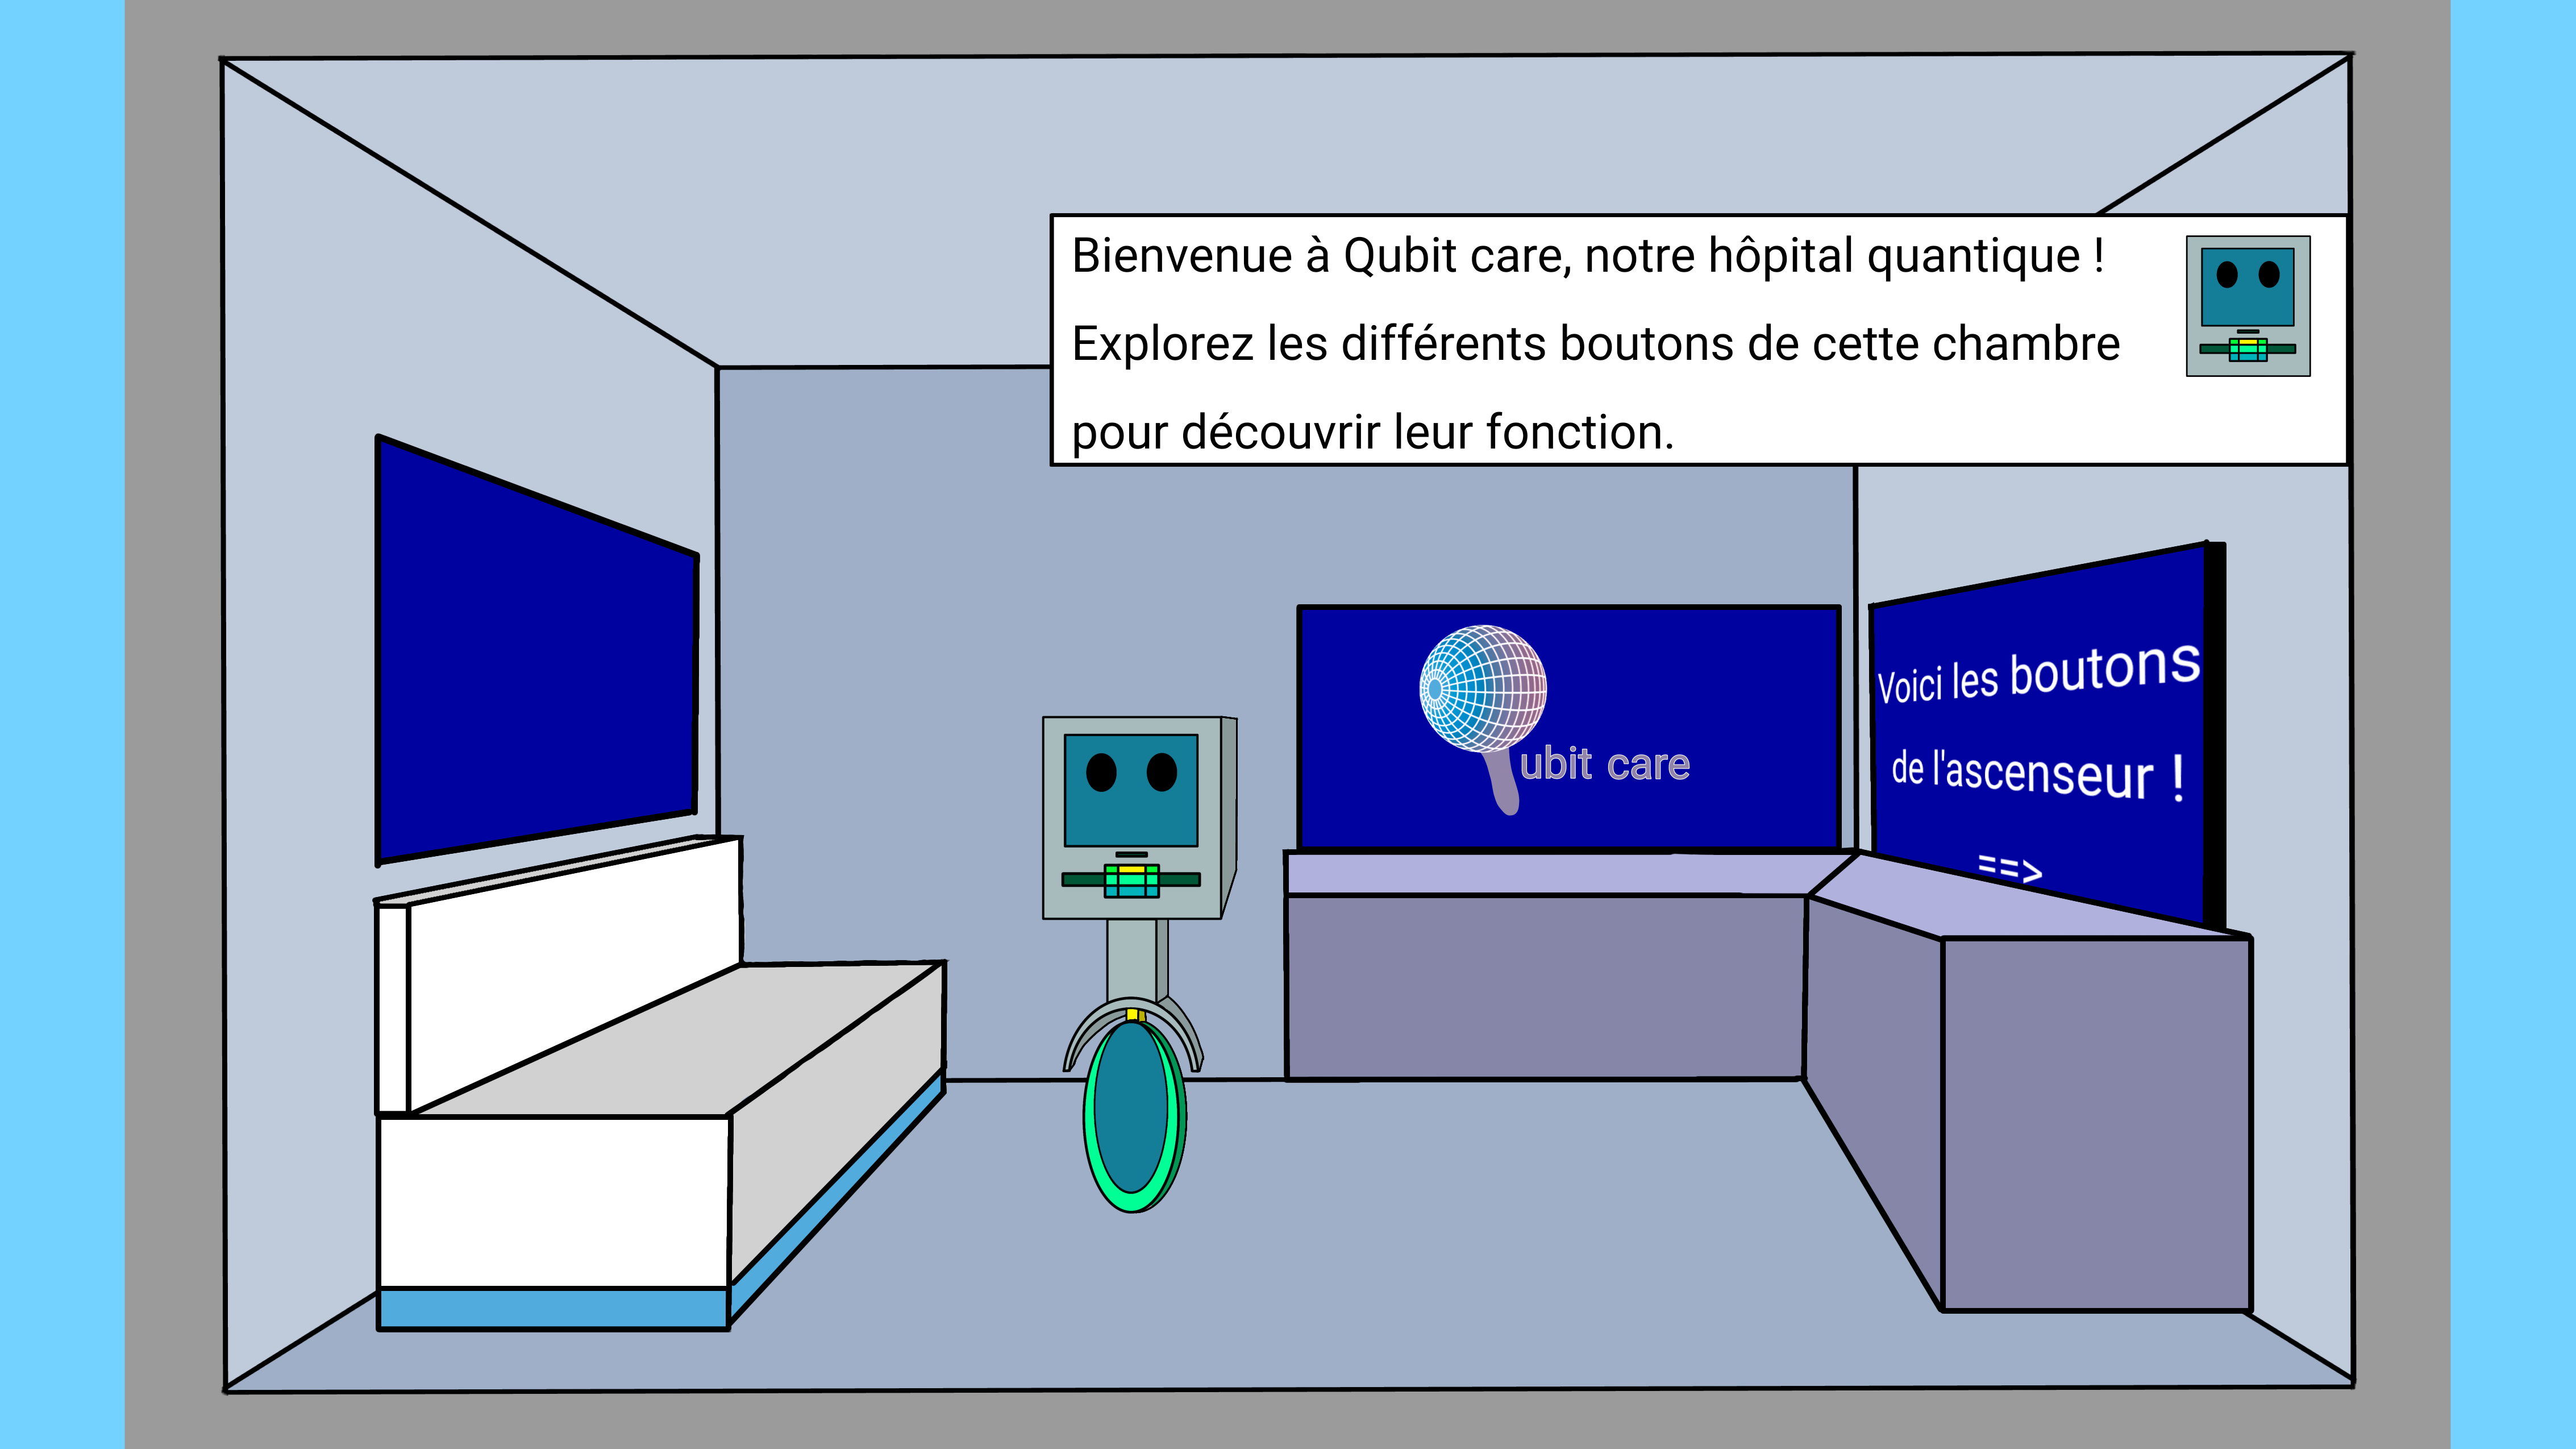 Bienvenue à Qubit care, notre hôpital quantique !
Explorez les différents boutons de cette chambre
pour découvrir leur fonction.
ubit care
Voici les boutons
de l'ascenseur !
==>